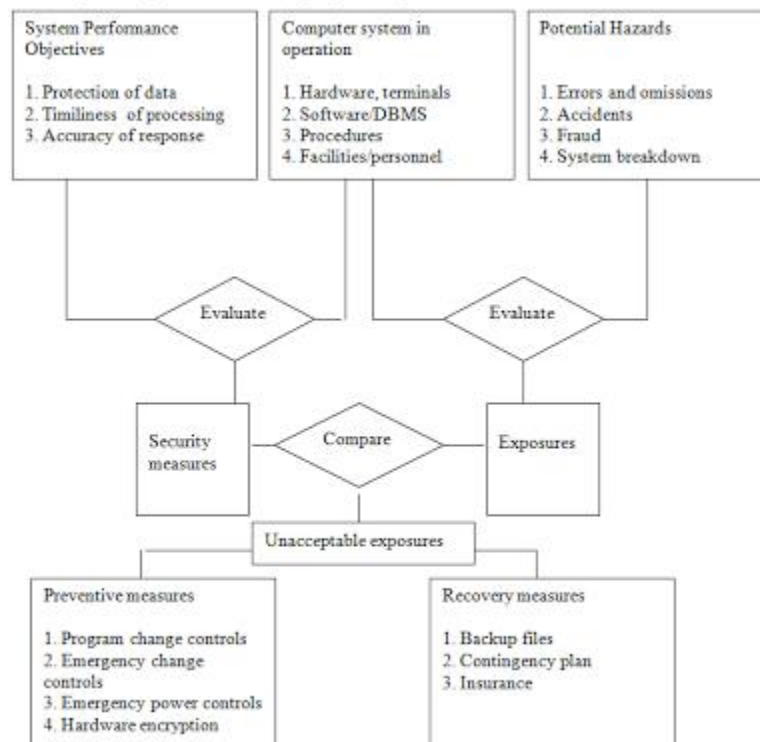 System Performance
Objectives
1. Protection of data
2. Timiliness of processing
3. Accuracy of response
Computer system in
operation
1. Hardware, terminals
2. Software/DBMS
3. Procedures
4. Facilities/personnel
Potential Hazards
1. Errors and omissions
2. Accidents
3. Fraud
4. System breakdown
Evaluate
Evaluate
Security
measures
Compare
Exposures
Unacceptable exposures
Preventive measures
1. Program change controls
2. Emergency change
controls
3. Emergency power controls
4. Hardware encryption
Recovery measures
1. Backup files
2. Contingency plan
3. Insurance